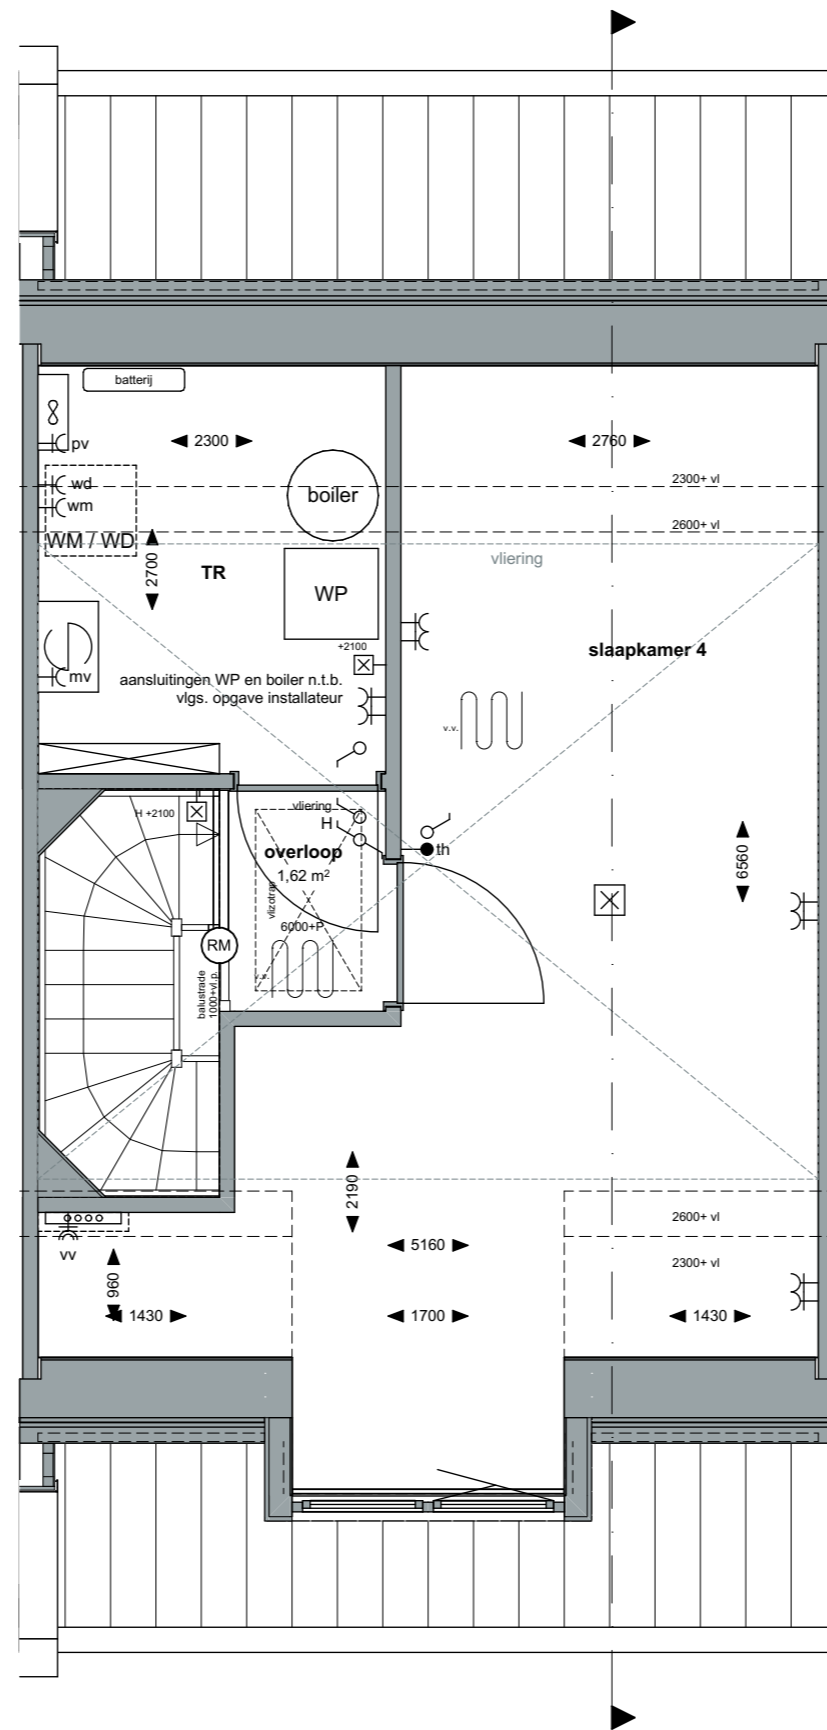 batterij
pv
2300
2760
wd
wm
boiler
2300+ vl
2600+ vl
WM / WD
2700
TR
WP
vliering
+2100
slaapkamer 4
mv
aansluitingen WP en boiler n.t.b.
vlgs. opgave installateur
v.v.
H +2100
vliering
H
th
overloop
1,62 m²
vlizotrap
6000+P
6560
RM
balustrade
1000+vl.p.
2190
2600+ vl
5160
2300+ vl
vv
960
1430
1700
1430